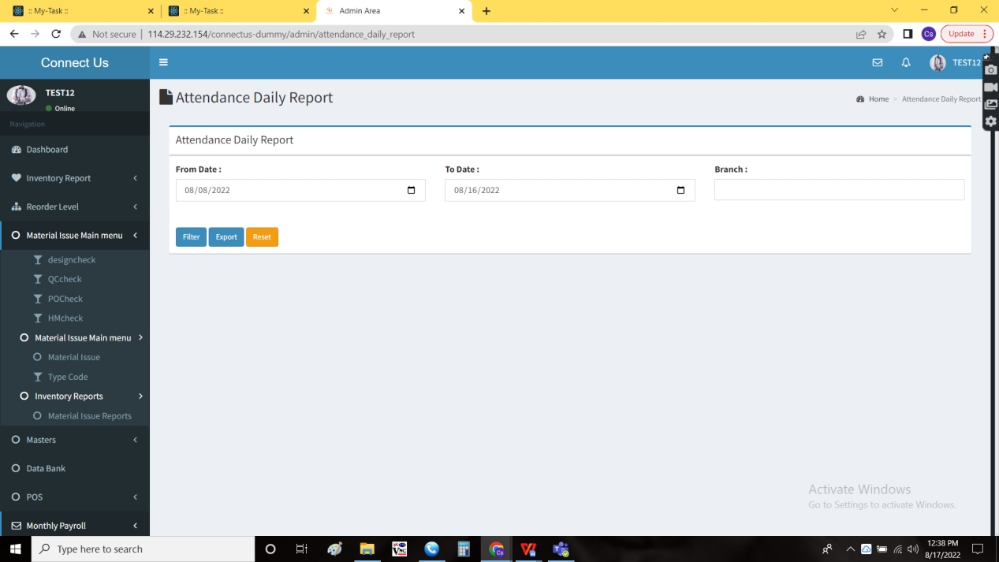 :: My-Task ::
:: My-Task ::
Admin Area
Not secure | 114.29.232.154/connectus-dummy/admin/attendance_daily_report
Cs
Update
Connect Us
TEST12
TEST12
Online
Attendance Daily Report
Home > Attendance Daily Report
Navigation
Dashboard
Inventory Report
Reorder Level
Material Issue Main menu
designcheck
QCcheck
POCheck
HMcheck
Material Issue Main menu
Material Issue
Type Code
Inventory Reports
Material Issue Reports
Masters
Data Bank
POS
Monthly Payroll
Attendance Daily Report
From Date :
To Date :
Branch :
08/08/2022
08/16/2022
Filter
Export
Reset
Activate Windows
Go to Settings to activate Windows.
Type here to search
12:38 PM
8/17/2022